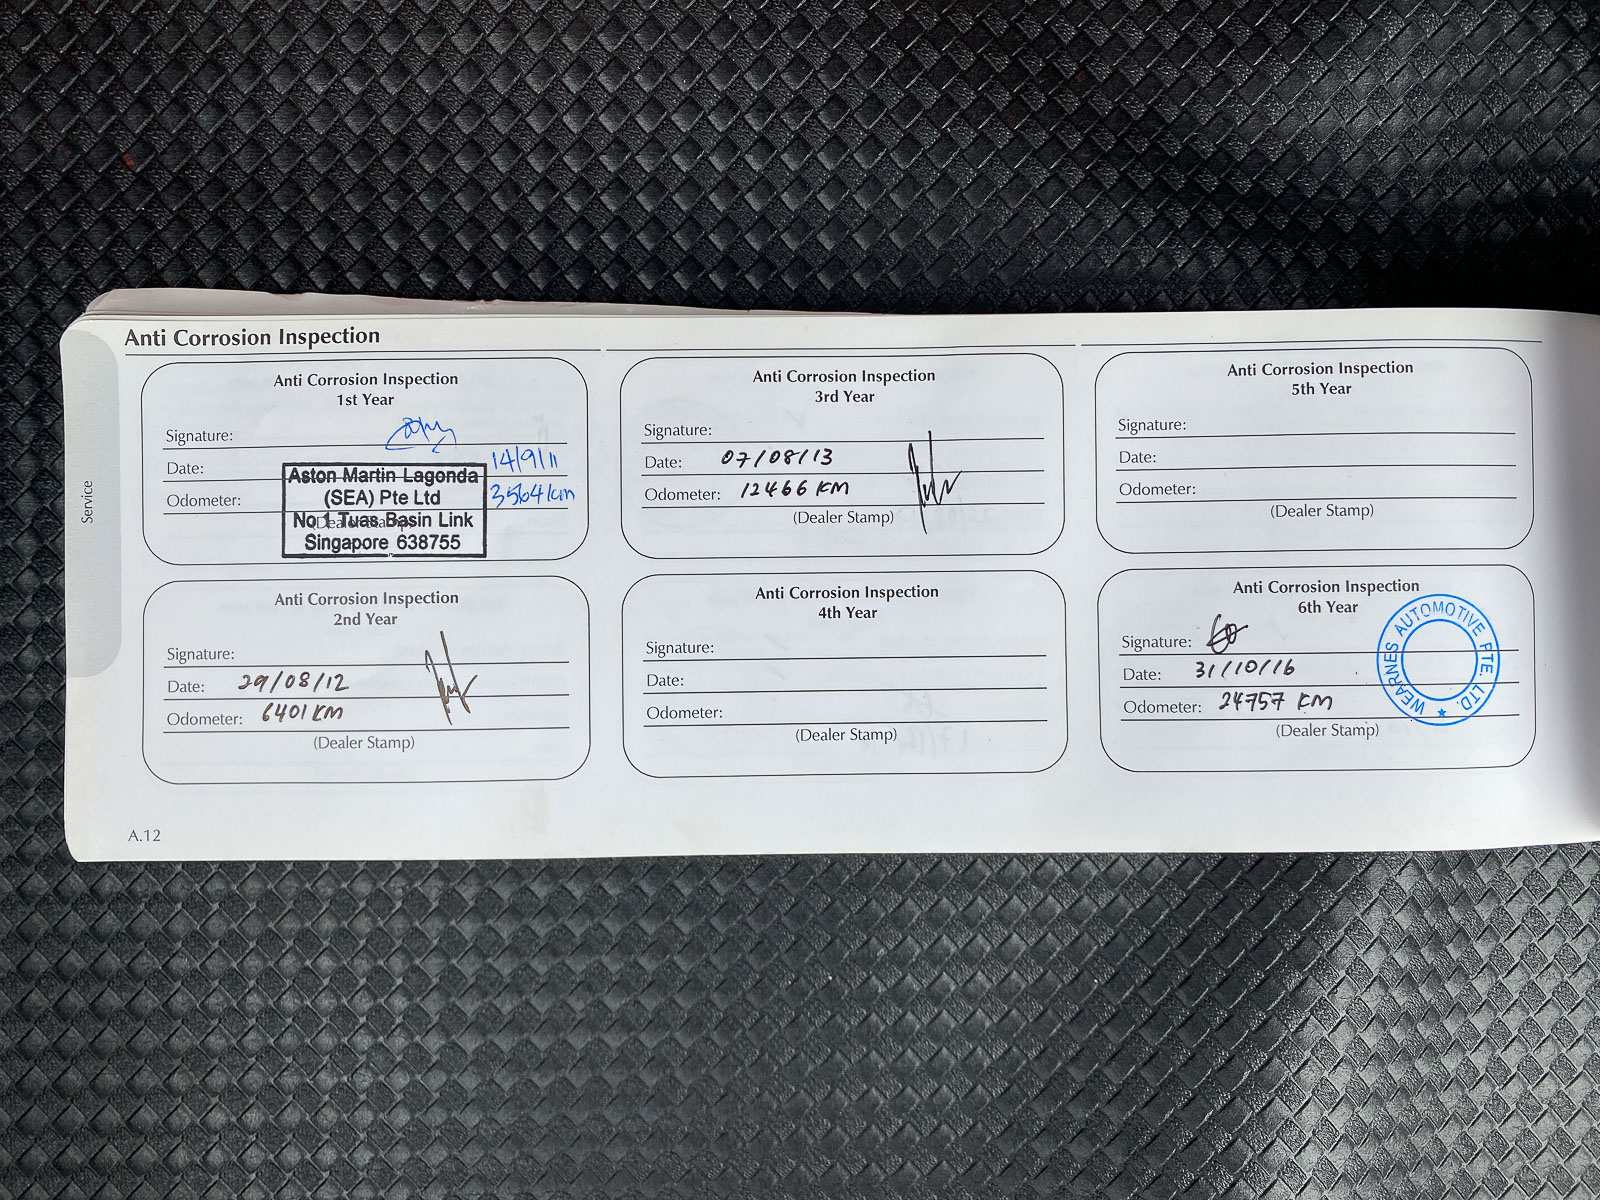 Anti Corrosion Inspection
Service
Anti Corrosion Inspection
1st Year
Signature:
Date: 14/9/11
Odometer: 3564 km
(Dealer Stamp)
Aston Martin Lagonda
(SEA) Pte Ltd
No 1 Tuas Basin Link
Singapore 638755
Anti Corrosion Inspection
2nd Year
Signature:
Date: 29/08/12
Odometer: 6401 KM
(Dealer Stamp)
Anti Corrosion Inspection
3rd Year
Signature:
Date: 07/08/13
Odometer: 12466 KM
(Dealer Stamp)
Anti Corrosion Inspection
4th Year
Signature:
Date:
Odometer:
(Dealer Stamp)
Anti Corrosion Inspection
5th Year
Signature:
Date:
Odometer:
(Dealer Stamp)
Anti Corrosion Inspection
6th Year
Signature:
Date: 31/10/16
Odometer: 24757 KM
(Dealer Stamp)
WEARNES AUTOMOTIVE PTE. LTD.
A.12